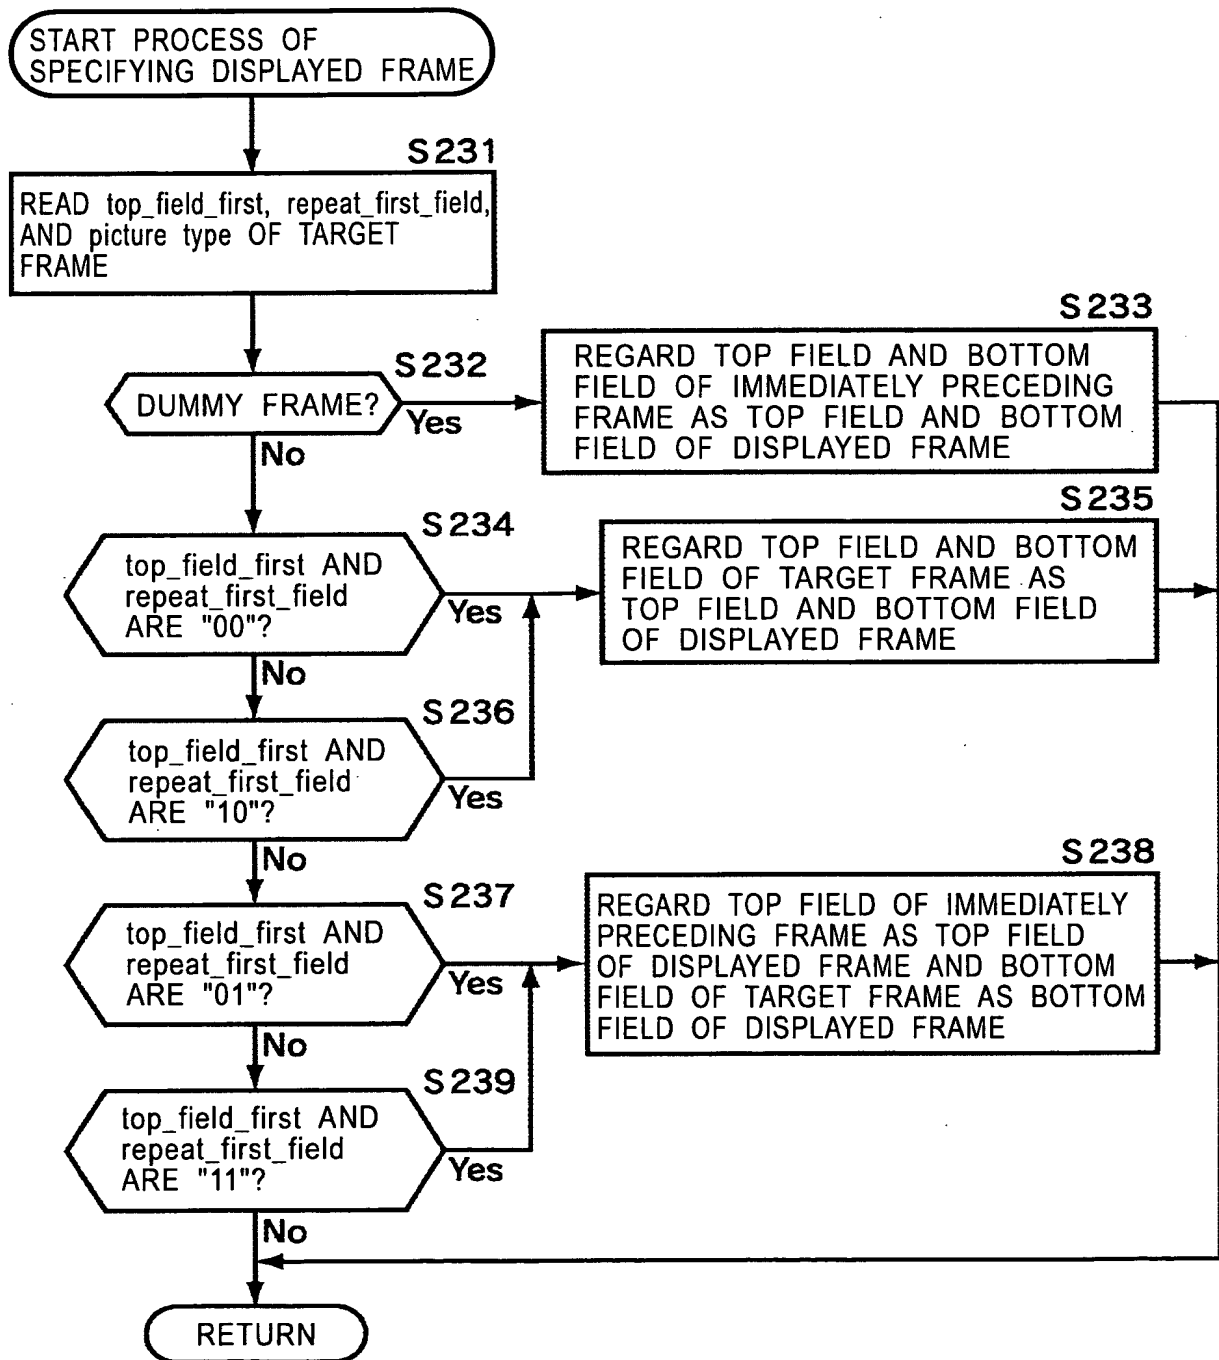 START PROCESS OF
SPECIFYING DISPLAYED FRAME
S231
READ top_field_first, repeat_first_field,
AND picture type OF TARGET
FRAME
S232
DUMMY FRAME?
Yes
No
S233
REGARD TOP FIELD AND BOTTOM
FIELD OF IMMEDIATELY PRECEDING
FRAME AS TOP FIELD AND BOTTOM
FIELD OF DISPLAYED FRAME
S234
top_field_first AND
repeat_first_field
ARE "00"?
Yes
No
S235
REGARD TOP FIELD AND BOTTOM
FIELD OF TARGET FRAME AS
TOP FIELD AND BOTTOM FIELD
OF DISPLAYED FRAME
S236
top_field_first AND
repeat_first_field
ARE "10"?
Yes
No
S237
top_field_first AND
repeat_first_field
ARE "01"?
Yes
No
S238
REGARD TOP FIELD OF IMMEDIATELY
PRECEDING FRAME AS TOP FIELD
OF DISPLAYED FRAME AND BOTTOM
FIELD OF TARGET FRAME AS BOTTOM
FIELD OF DISPLAYED FRAME
S239
top_field_first AND
repeat_first_field
ARE "11"?
Yes
No
RETURN